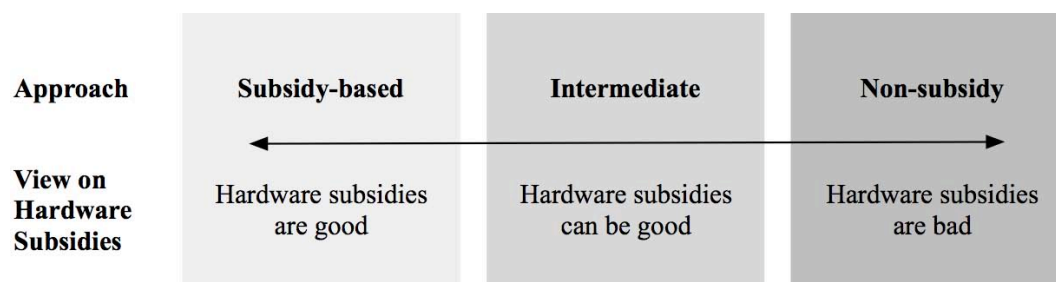 Approach
Subsidy-based
Intermediate
Non-subsidy
View on
Hardware
Subsidies
Hardware subsidies
are good
Hardware subsidies
can be good
Hardware subsidies
are bad